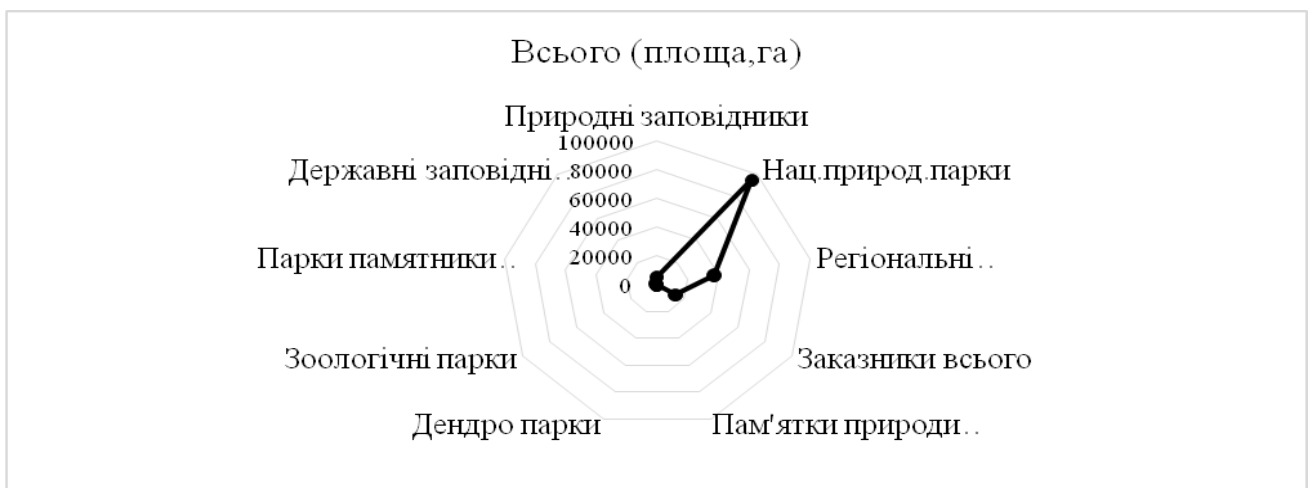 Всього (площа,га)
Природні заповідники
100000
Державні заповідні..
80000
Нац.природ.парки
60000
40000
Парки памятники..
20000
Регіональні..
0
Зоологічні парки
Заказники всього
Дендро парки
Пам'ятки природи..